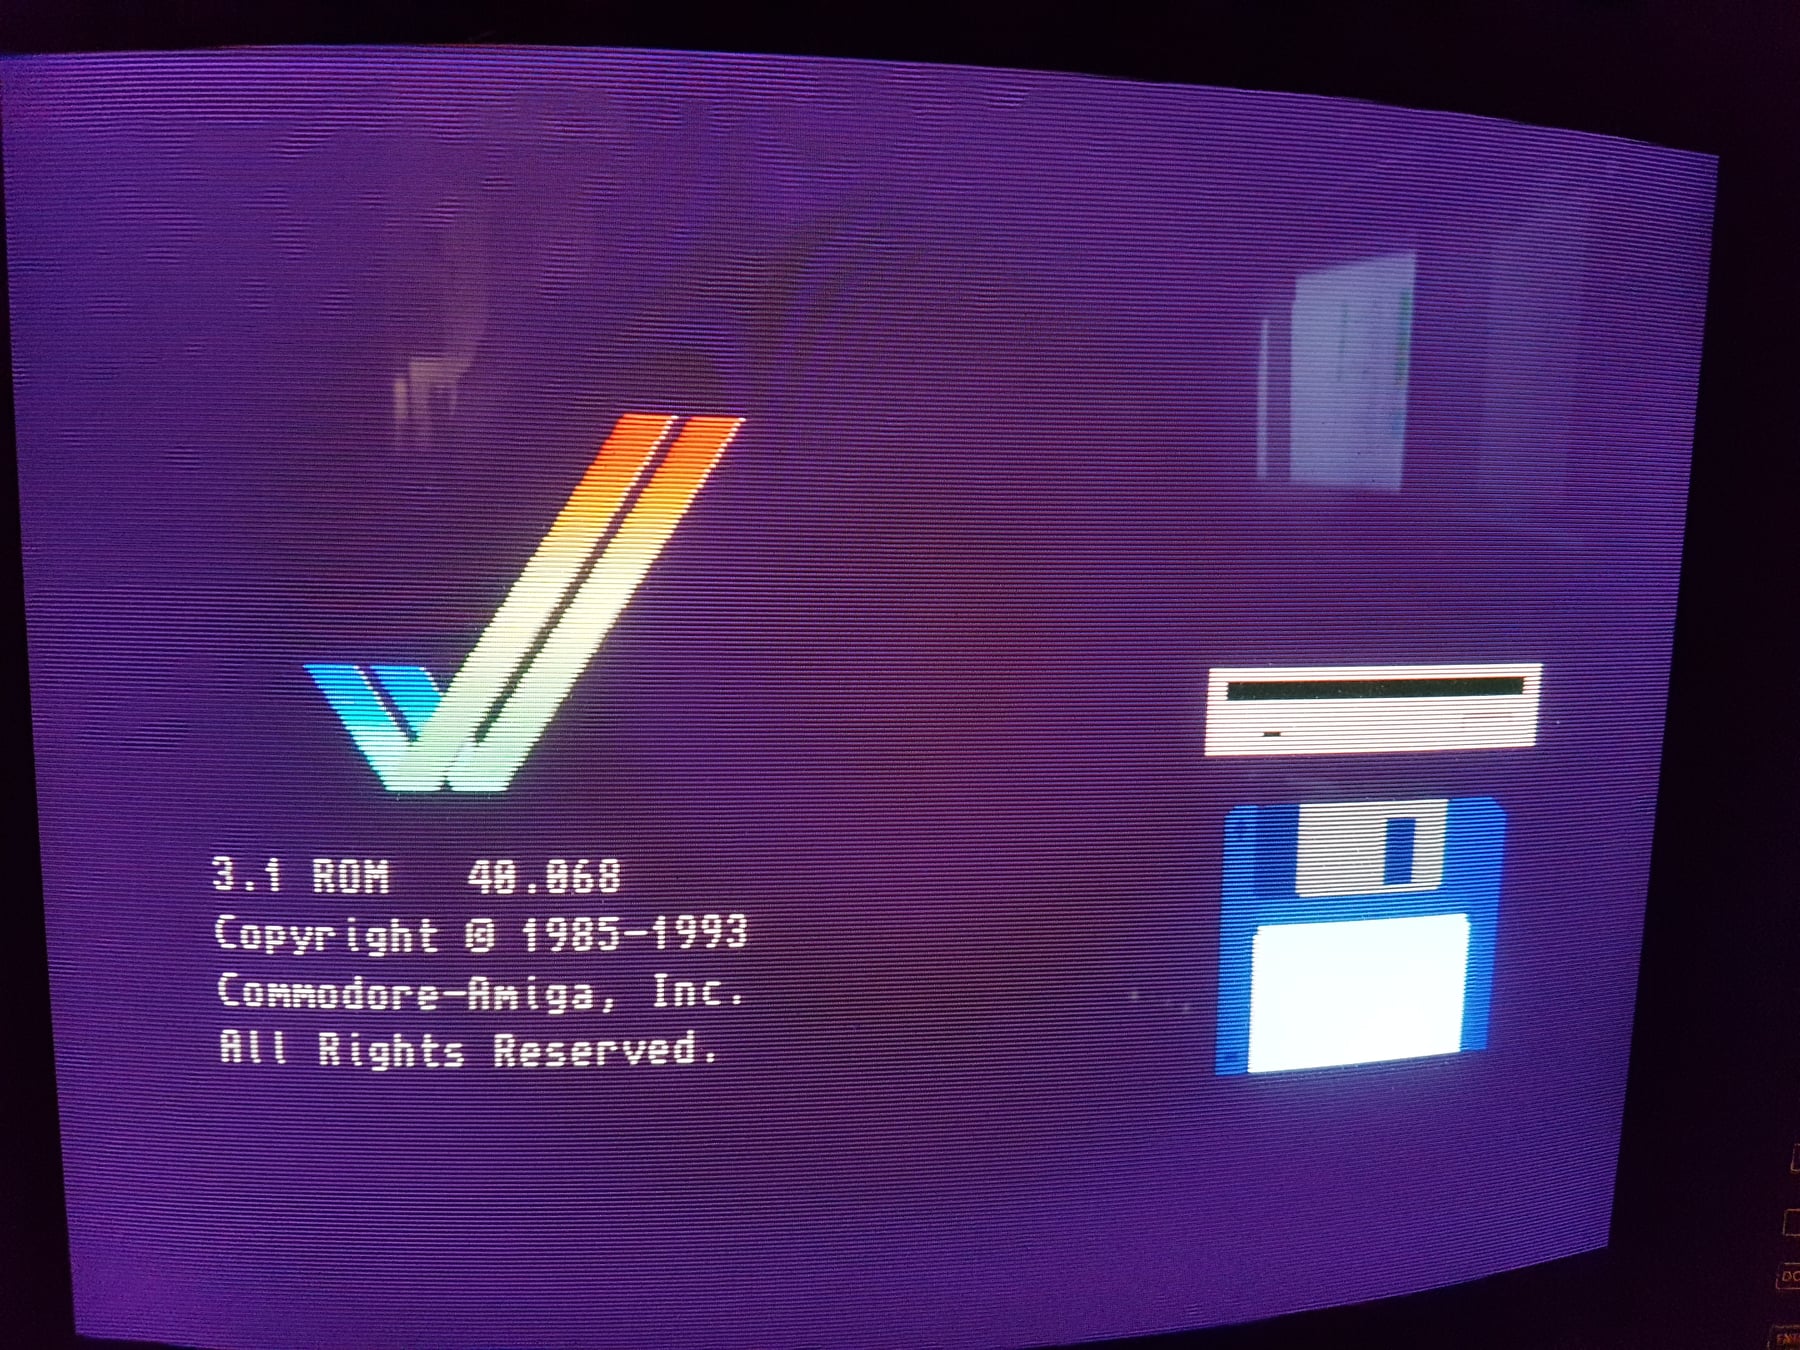 3.1 ROM   40.068
Copyright © 1985-1993
Commodore-Amiga, Inc.
All Rights Reserved.